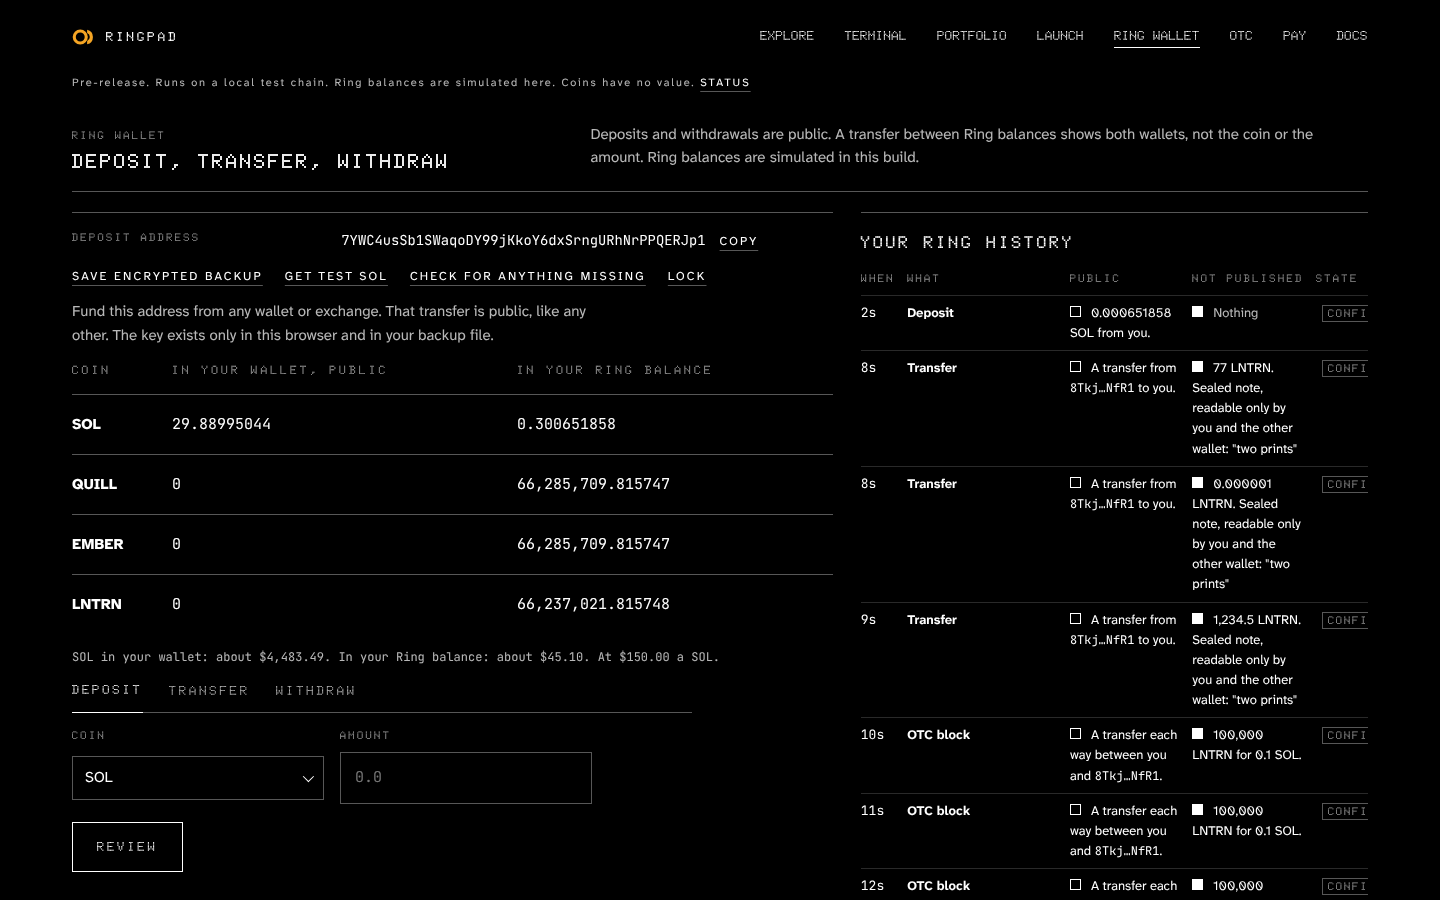 RINGPAD
EXPLORE TERMINAL PORTFOLIO LAUNCH RING WALLET OTC PAY DOCS
Pre-release. Runs on a local test chain. Ring balances are simulated here. Coins have no value. STATUS
RING WALLET
DEPOSIT, TRANSFER, WITHDRAW
Deposits and withdrawals are public. A transfer between Ring balances shows both wallets, not the coin or the
amount. Ring balances are simulated in this build.
DEPOSIT ADDRESS 7YWC4usSb1SWaqoDY99jKkoY6dxSrngURhNrPPQERJp1 COPY
SAVE ENCRYPTED BACKUP GET TEST SOL CHECK FOR ANYTHING MISSING LOCK
Fund this address from any wallet or exchange. That transfer is public, like any
other. The key exists only in this browser and in your backup file.
COIN IN YOUR WALLET, PUBLIC IN YOUR RING BALANCE
SOL 29.88995044 0.300651858
QUILL 0 66,285,709.815747
EMBER 0 66,285,709.815747
LNTRN 0 66,237,021.815748
SOL in your wallet: about $4,483.49. In your Ring balance: about $45.10. At $150.00 a SOL.
DEPOSIT TRANSFER WITHDRAW
COIN AMOUNT
SOL 0.0
REVIEW
YOUR RING HISTORY
WHEN WHAT PUBLIC NOT PUBLISHED STATE
2s Deposit 0.000651858 Nothing CONFI
SOL from you.
8s Transfer A transfer from 77 LNTRN. CONFI
8Tkj…NfR1 to you. Sealed note,
readable only by
you and the other
wallet: "two prints"
8s Transfer A transfer from 0.000001 CONFI
8Tkj…NfR1 to you. LNTRN. Sealed
note, readable only
by you and the
other wallet: "two
prints"
9s Transfer A transfer from 1,234.5 LNTRN. CONFI
8Tkj…NfR1 to you. Sealed note,
readable only by
you and the other
wallet: "two prints"
10s OTC block A transfer each 100,000 CONFI
way between you LNTRN for 0.1 SOL.
and 8Tkj…NfR1.
11s OTC block A transfer each 100,000 CONFI
way between you LNTRN for 0.1 SOL.
and 8Tkj…NfR1.
12s OTC block A transfer each 100,000 CONFI